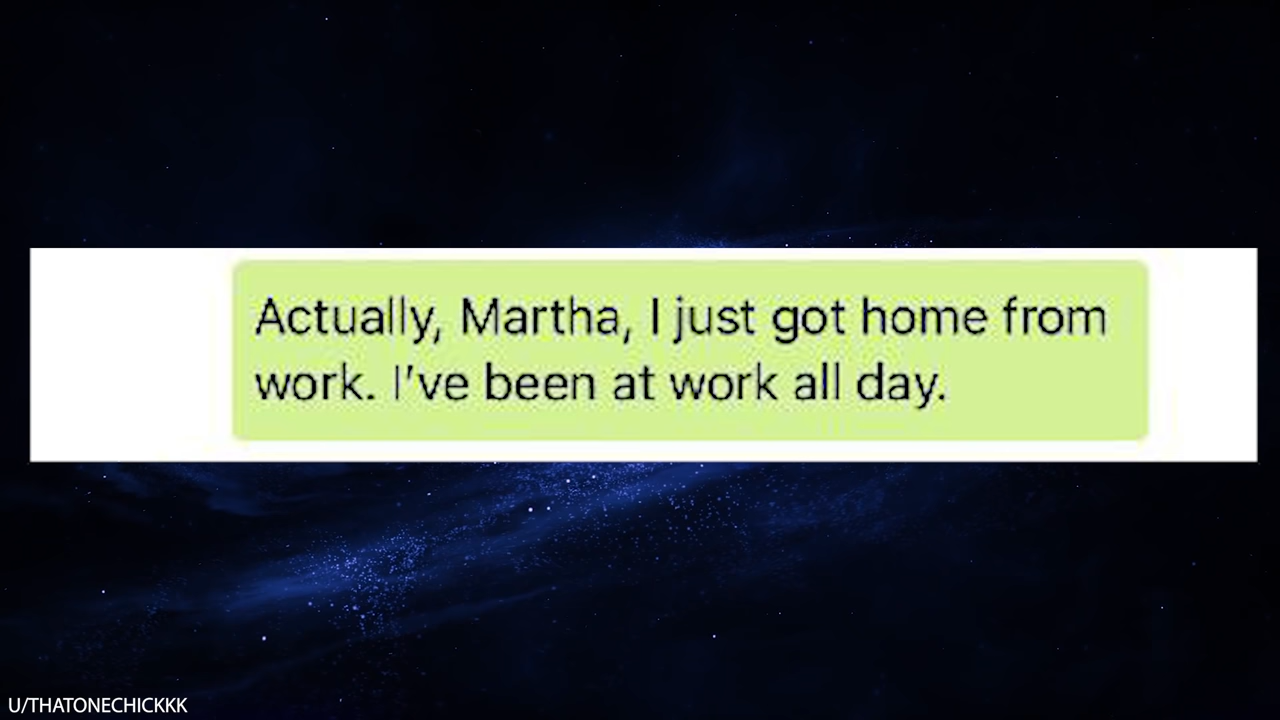 Actually, Martha, I just got home from
work. I've been at work all day.
U/THATONECHICKKK